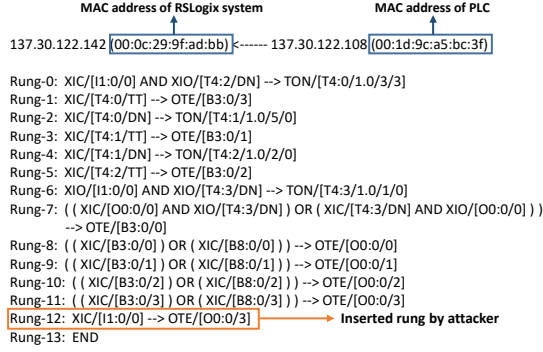 MAC address of RSLogix system MAC address of PLC
137.30.122.142 (00:0c:29:9f:ad:bb) <------ 137.30.122.108 (00:1d:9c:a5:bc:3f)
Rung-0: XIC/[I1:0/0] AND XIO/[T4:2/DN] --> TON/[T4:0/1.0/3/3]
Rung-1: XIC/[T4:0/TT] --> OTE/[B3:0/3]
Rung-2: XIC/[T4:0/DN] --> TON/[T4:1/1.0/5/0]
Rung-3: XIC/[T4:1/TT] --> OTE/[B3:0/1]
Rung-4: XIC/[T4:1/DN] --> TON/[T4:2/1.0/2/0]
Rung-5: XIC/[T4:2/TT] --> OTE/[B3:0/2]
Rung-6: XIO/[I1:0/0] AND XIO/[T4:3/DN] --> TON/[T4:3/1.0/1/0]
Rung-7: ( ( XIC/[O0:0/0] AND XIO/[T4:3/DN] ) OR ( XIC/[T4:3/DN] AND XIO/[O0:0/0] ) )
--> OTE/[B3:0/0]
Rung-8: ( ( XIC/[B3:0/0] ) OR ( XIC/[B8:0/0] ) ) --> OTE/[O0:0/0]
Rung-9: ( ( XIC/[B3:0/1] ) OR ( XIC/[B8:0/1] ) ) --> OTE/[O0:0/1]
Rung-10: ( ( XIC/[B3:0/2] ) OR ( XIC/[B8:0/2] ) ) --> OTE/[O0:0/2]
Rung-11: ( ( XIC/[B3:0/3] ) OR ( XIC/[B8:0/3] ) ) --> OTE/[O0:0/3]
Rung-12: XIC/[I1:0/0] --> OTE/[O0:0/3] Inserted rung by attacker
Rung-13: END